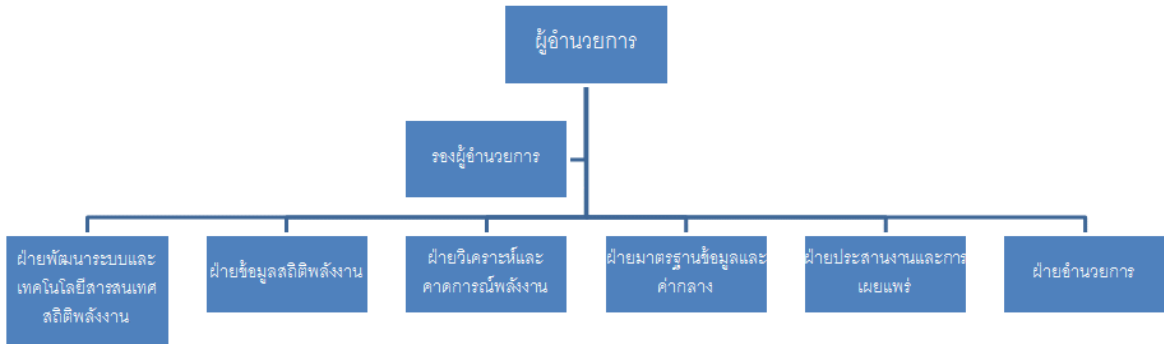 ผู้อำนวยการ
รองผู้อำนวยการ
ฝ่ายพัฒนาระบบและ
เทคโนโลยีสารสนเทศ
สถิติพลังงาน
ฝ่ายข้อมูลสถิติพลังงาน
ฝ่ายวิเคราะห์และ
คาดการณ์พลังงาน
ฝ่ายมาตรฐานข้อมูลและ
ค่ากลาง
ฝ่ายประสานงานและการ
เผยแพร่
ฝ่ายอำนวยการ